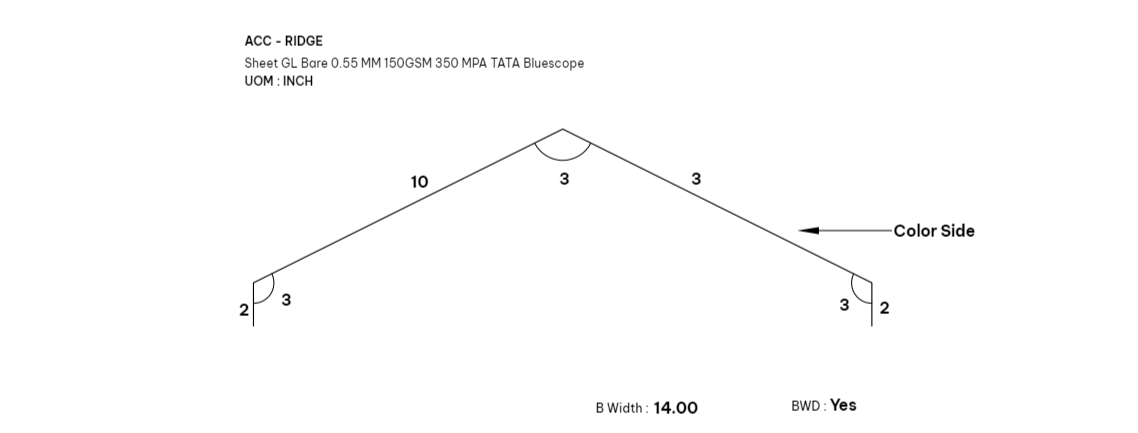 ACC - RIDGE
Sheet GL Bare 0.55 MM 150GSM 350 MPA TATA Bluescope
UOM : INCH
10
3
3
Color Side
2
3
3
2
B Width : 14.00
BWD : Yes